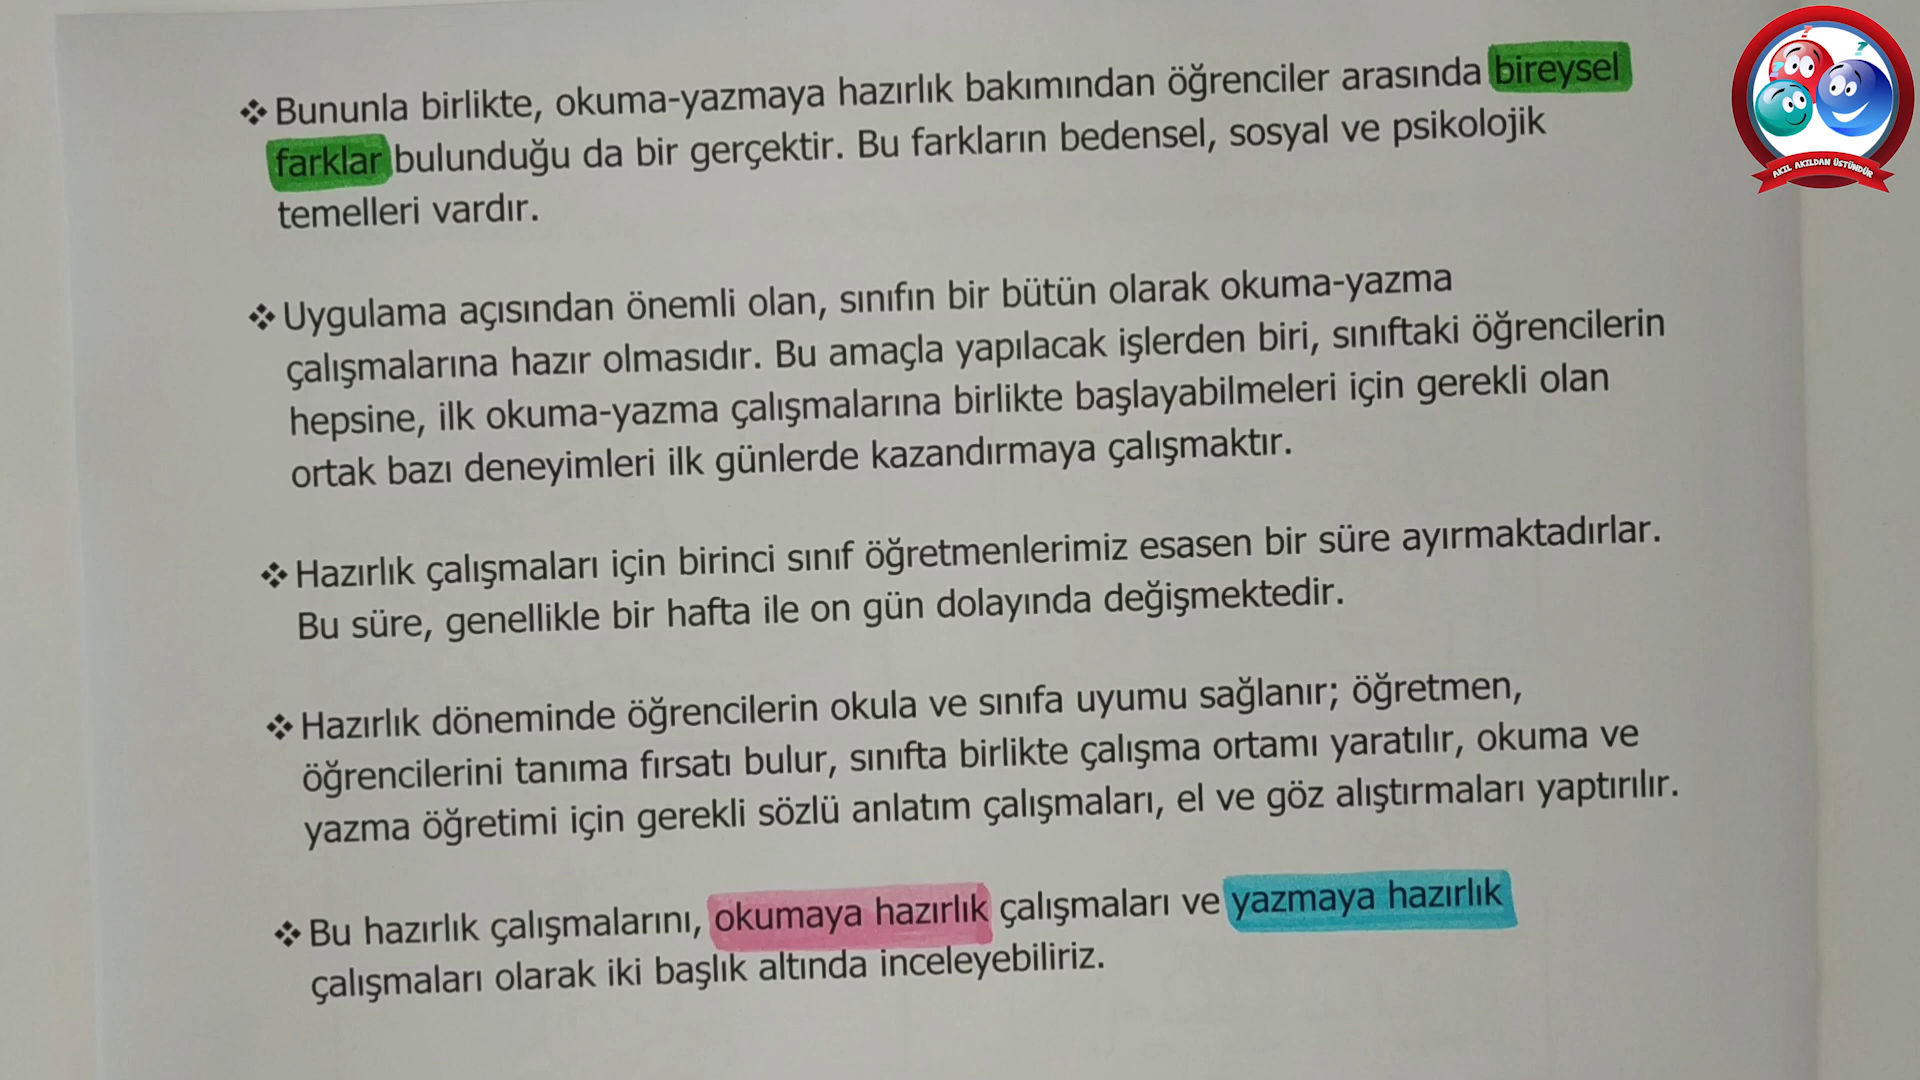 ❖ Bununla birlikte, okuma-yazmaya hazırlık bakımından öğrenciler arasında bireysel
farklar bulunduğu da bir gerçektir. Bu farkların bedensel, sosyal ve psikolojik
temelleri vardır.
❖ Uygulama açısından önemli olan, sınıfın bir bütün olarak okuma-yazma
çalışmalarına hazır olmasıdır. Bu amaçla yapılacak işlerden biri, sınıftaki öğrencilerin
hepsine, ilk okuma-yazma çalışmalarına birlikte başlayabilmeleri için gerekli olan
ortak bazı deneyimleri ilk günlerde kazandırmaya çalışmaktır.
❖ Hazırlık çalışmaları için birinci sınıf öğretmenlerimiz esasen bir süre ayırmaktadırlar.
Bu süre, genellikle bir hafta ile on gün dolayında değişmektedir.
❖ Hazırlık döneminde öğrencilerin okula ve sınıfa uyumu sağlanır; öğretmen,
öğrencilerini tanıma fırsatı bulur, sınıfta birlikte çalışma ortamı yaratılır, okuma ve
yazma öğretimi için gerekli sözlü anlatım çalışmaları, el ve göz alıştırmaları yaptırılır.
❖ Bu hazırlık çalışmalarını, okumaya hazırlık çalışmaları ve yazmaya hazırlık
çalışmaları olarak iki başlık altında inceleyebiliriz.
? ? ?
AKIL AKILDAN ÜSTÜNDÜR